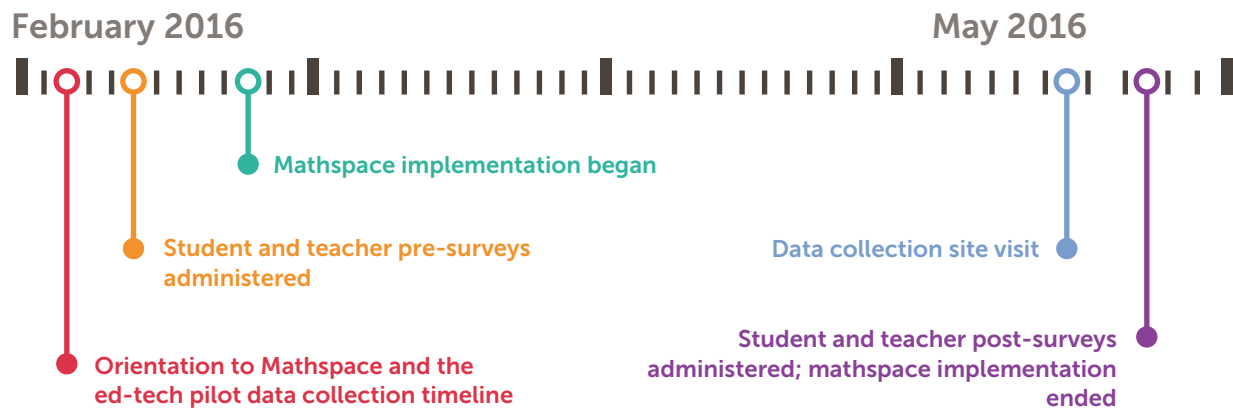 February 2016
May 2016
Mathspace implementation began
Student and teacher pre-surveys
administered
Data collection site visit
Student and teacher post-surveys
administered; mathspace implementation
ended
Orientation to Mathspace and the
ed-tech pilot data collection timeline